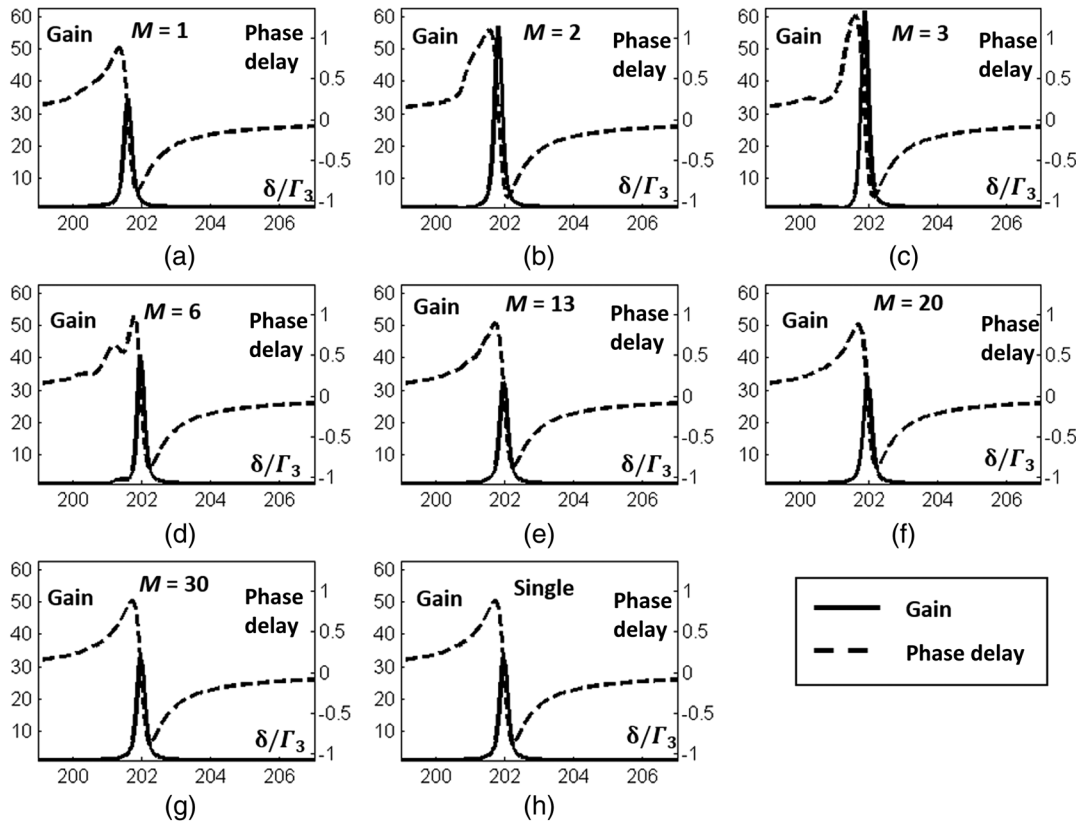 60 Gain M = 1 Phase delay 1
50
40 0.5
30 0
20 -0.5
10 δ/Γ3 -1
200 202 204 206
(a)
60 Gain M = 2 Phase delay 1
50
40 0.5
30 0
20 -0.5
10 δ/Γ3 -1
200 202 204 206
(b)
60 Gain M = 3 Phase delay 1
50
40 0.5
30 0
20 -0.5
10 δ/Γ3 -1
200 202 204 206
(c)
60 Gain M = 6 Phase delay 1
50
40 0.5
30 0
20 -0.5
10 δ/Γ3 -1
200 202 204 206
(d)
60 Gain M = 13 Phase delay 1
50
40 0.5
30 0
20 -0.5
10 δ/Γ3 -1
200 202 204 206
(e)
60 Gain M = 20 Phase delay 1
50
40 0.5
30 0
20 -0.5
10 δ/Γ3 -1
200 202 204 206
(f)
60 Gain M = 30 Phase delay 1
50
40 0.5
30 0
20 -0.5
10 δ/Γ3 -1
200 202 204 206
(g)
60 Gain Single Phase delay 1
50
40 0.5
30 0
20 -0.5
10 δ/Γ3 -1
200 202 204 206
(h)
Gain
Phase delay